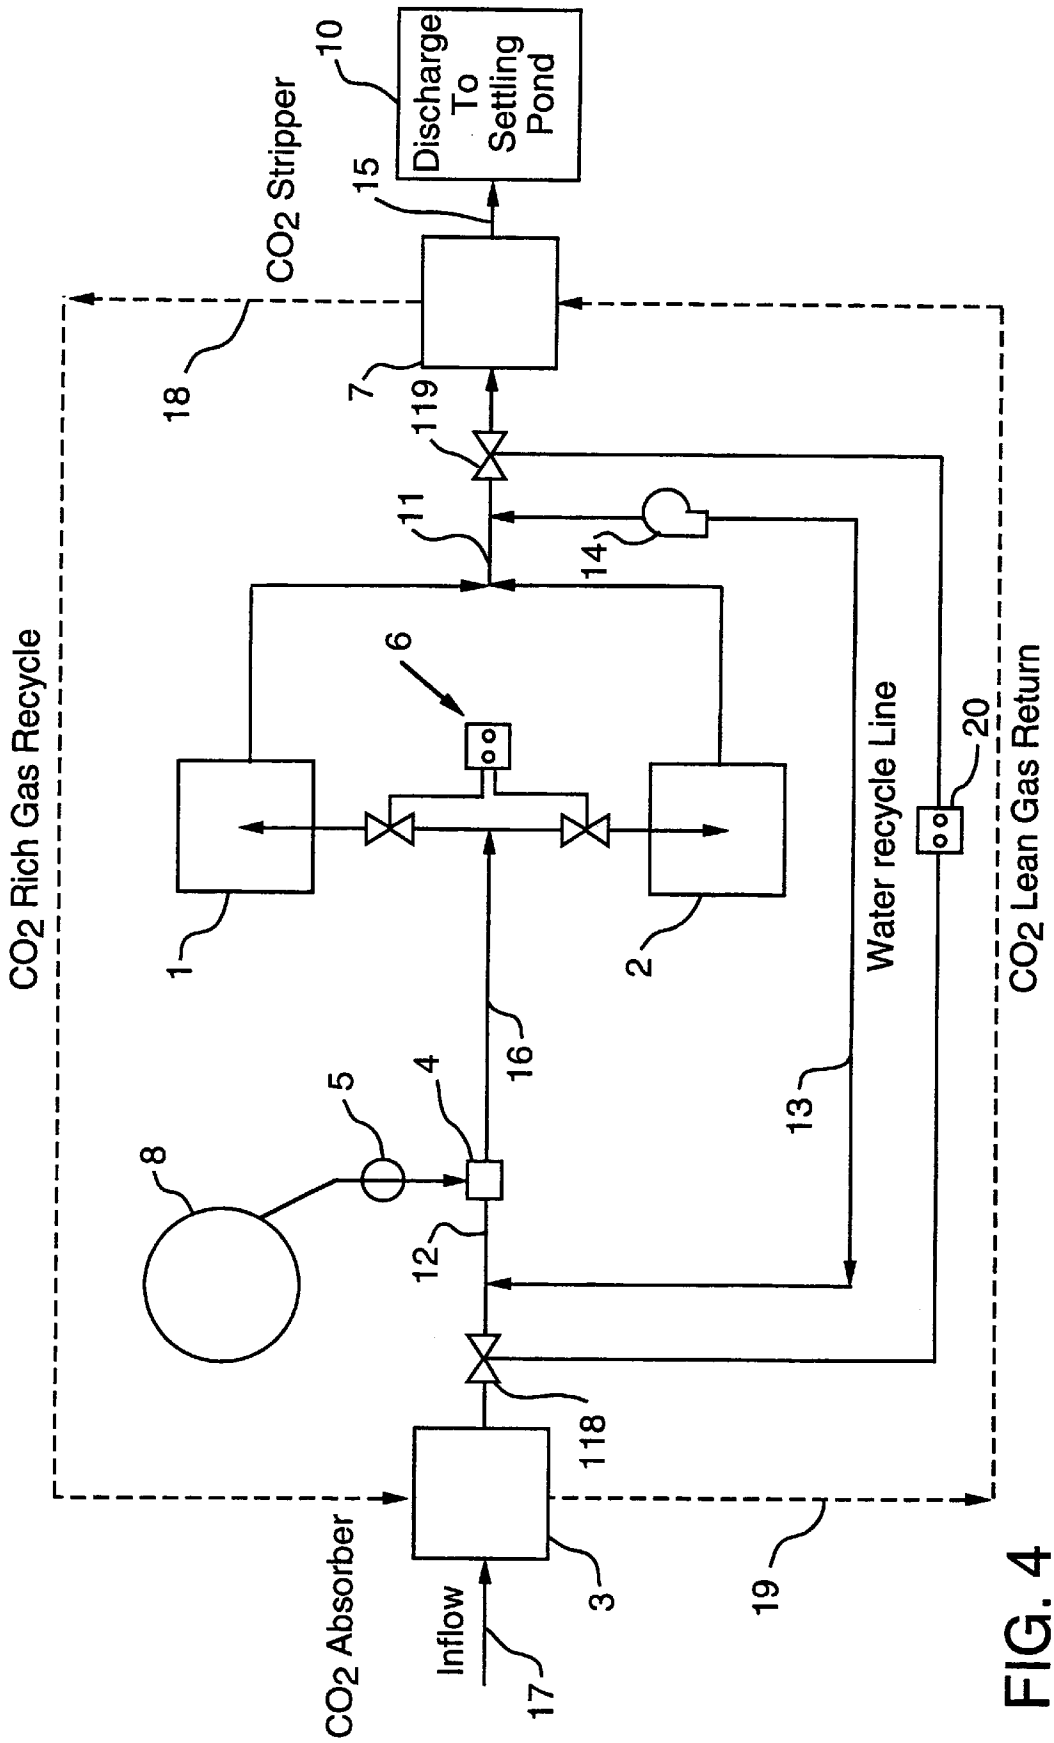 CO2 Rich Gas Recycle
CO2 Absorber
CO2 Stripper
Inflow
17
3
19
118
12
8
5
4
16
1
2
6
11
14
13
Water recycle Line
20
CO2 Lean Gas Return
119
7
18
15
10
Discharge
To
Settling
Pond
FIG. 4